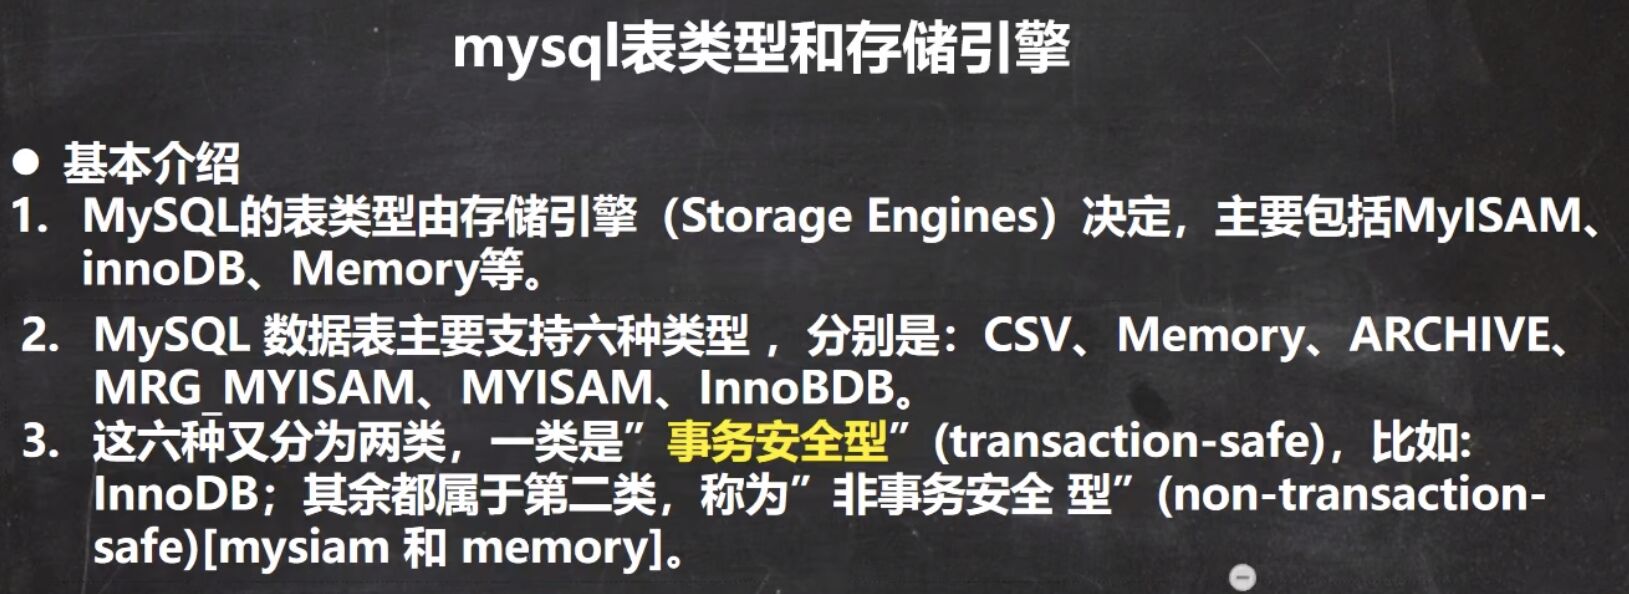 mysql表类型和存储引擎
● 基本介绍
1. MySQL的表类型由存储引擎（Storage Engines）决定，主要包括MyISAM、
innoDB、Memory等。
2. MySQL 数据表主要支持六种类型 ，分别是：CSV、Memory、ARCHIVE、
MRG_MYISAM、MYISAM、InnoBDB。
3. 这六种又分为两类，一类是”事务安全型”(transaction-safe)，比如:
InnoDB；其余都属于第二类，称为”非事务安全 型”(non-transaction-
safe)[mysiam 和 memory]。